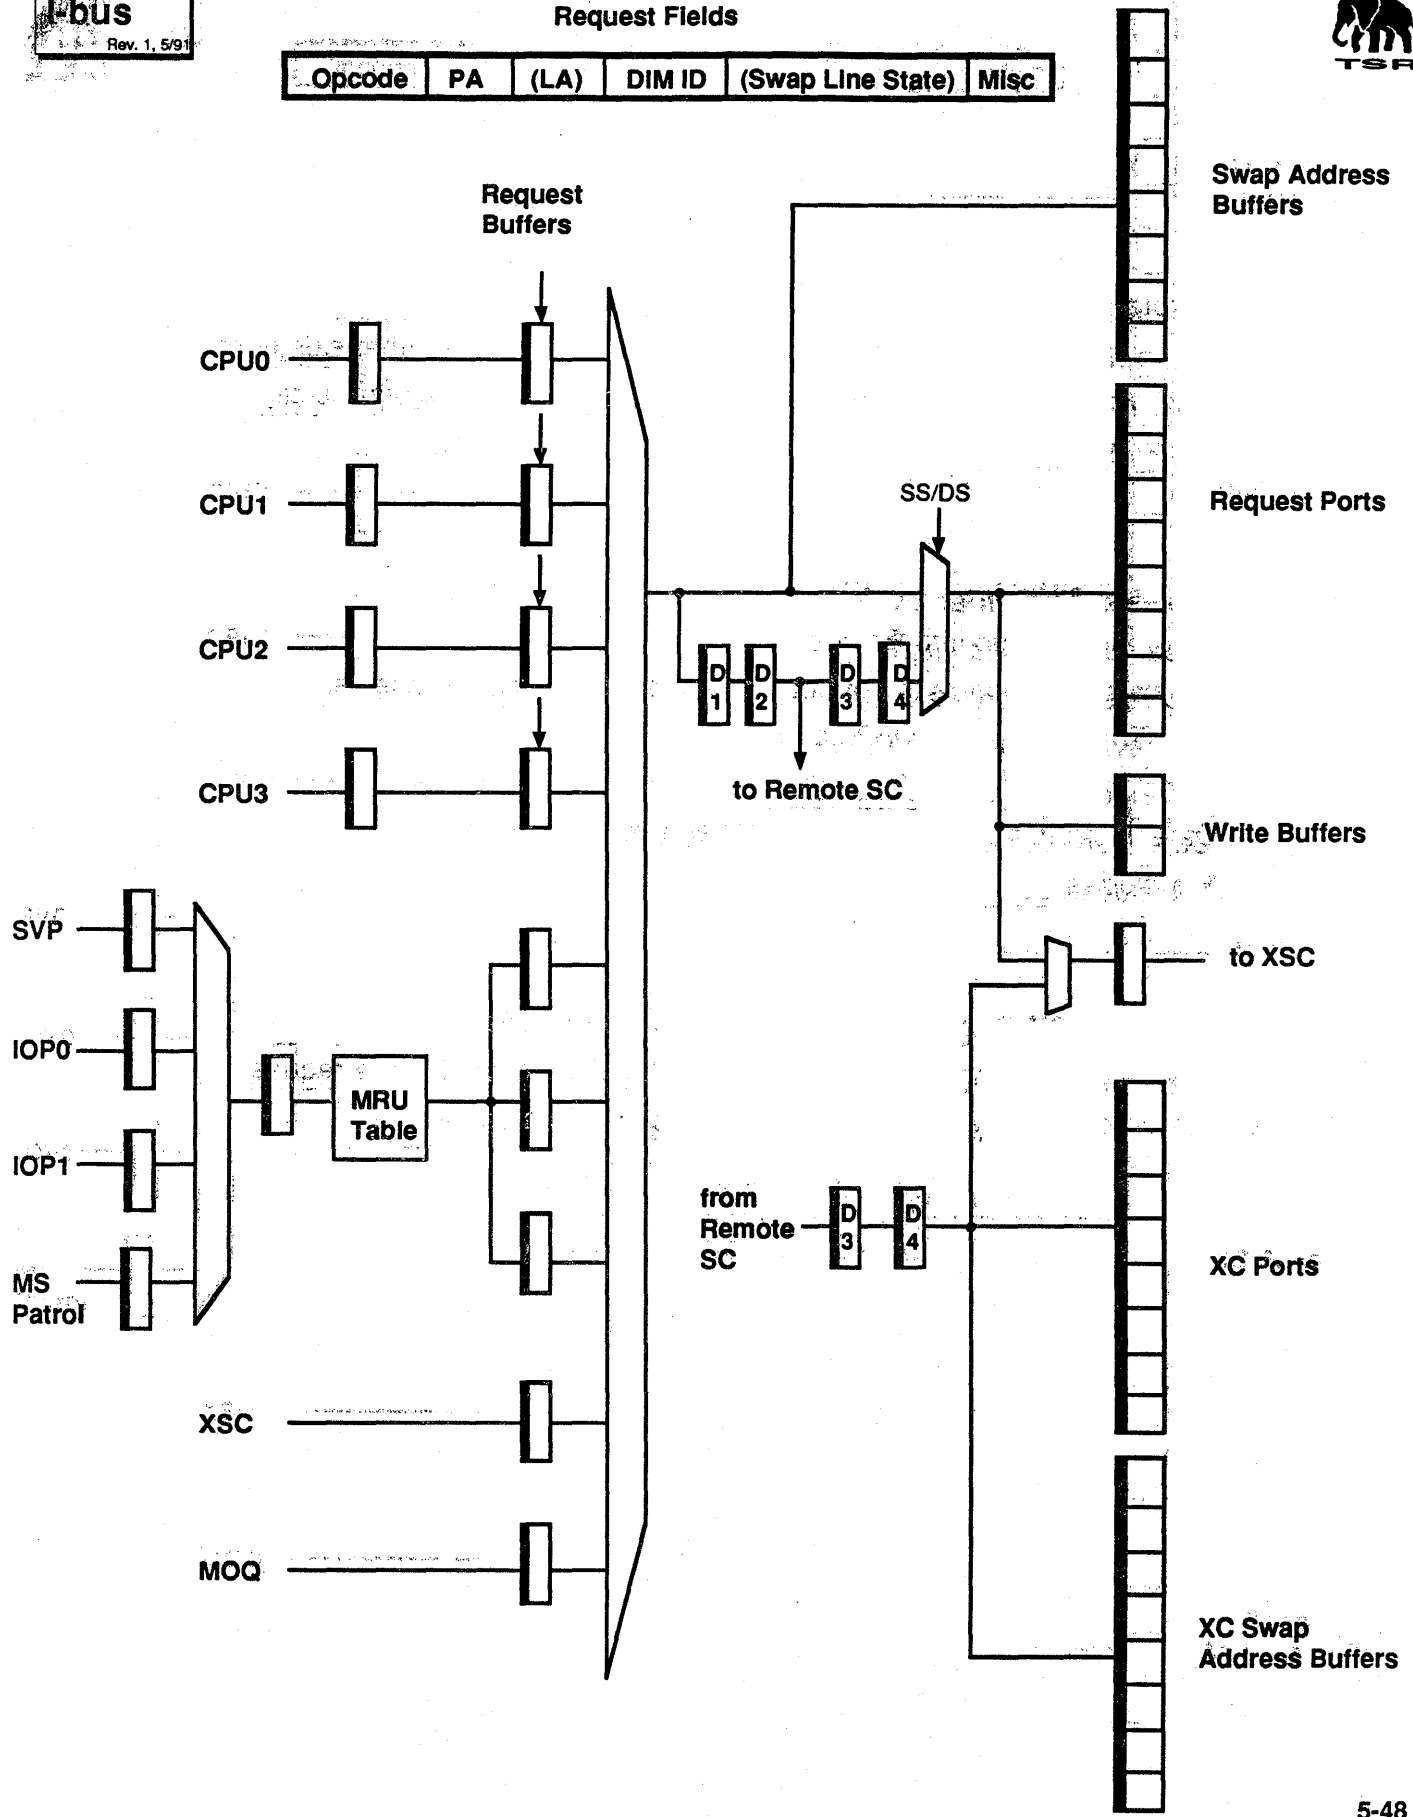 I-bus
Rev. 1, 5/91
Request Fields
Opcode PA (LA) DIM ID (Swap Line State) Misc
Swap Address
Buffers
Request
Buffers
CPU0
CPU1
SS/DS
Request Ports
CPU2
D
1
D
2
D
3
D
4
to Remote SC
CPU3
Write Buffers
SVP
to XSC
IOP0
MRU
Table
IOP1
from
Remote
SC
D
3
D
4
XC Ports
MS
Patrol
XSC
MOQ
XC Swap
Address Buffers
5-48